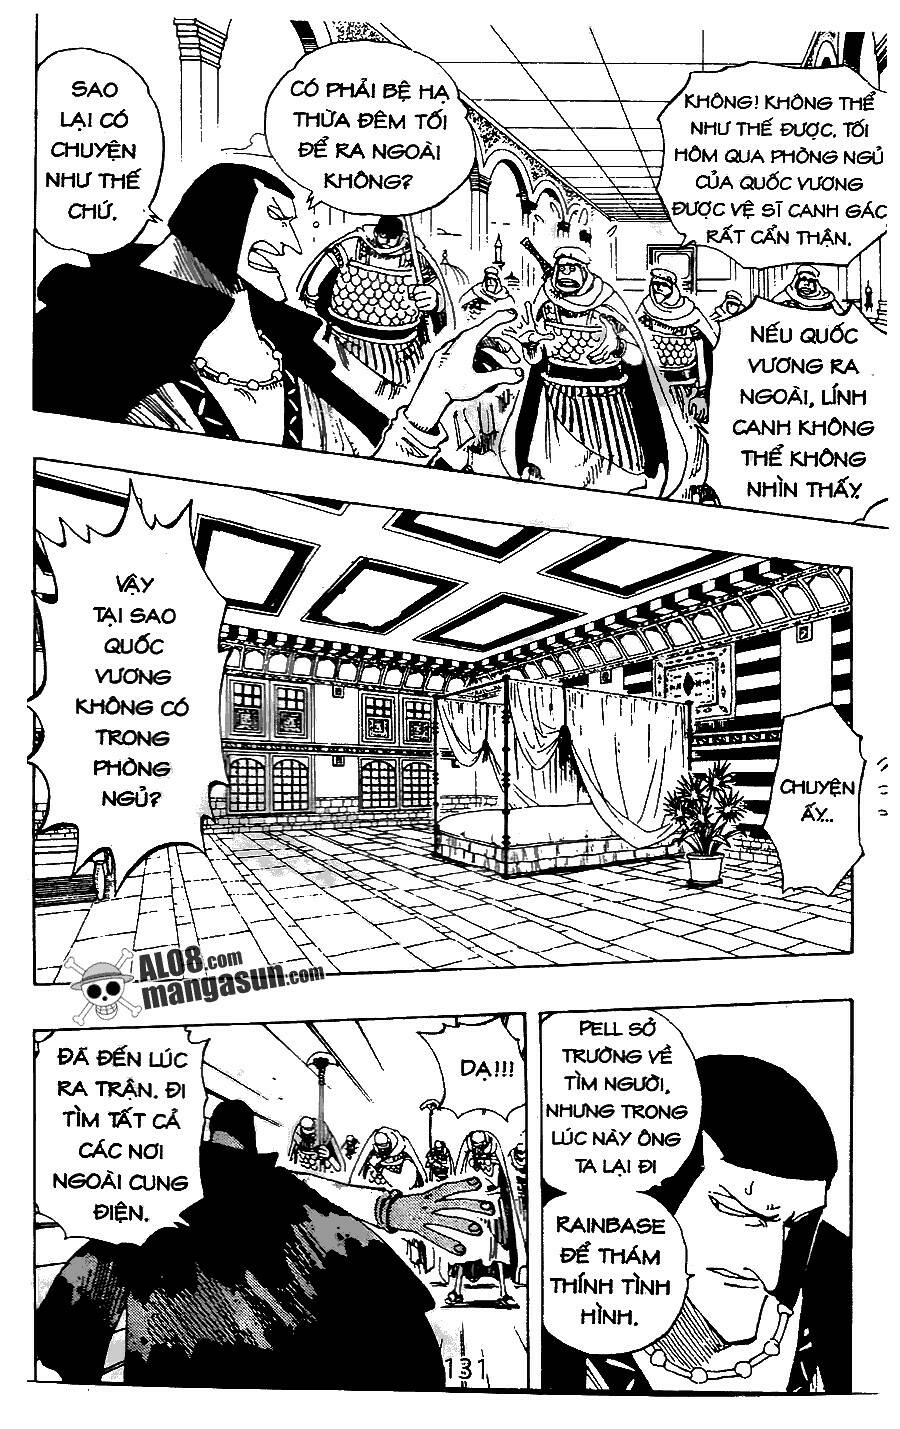 SAO
LẠI CÓ
CHUYỆN
NHƯ THẾ
CHỨ.
CÓ PHẢI BỆ HẠ
THỪA ĐÊM TỐI
ĐỂ RA NGOÀI
KHÔNG?
KHÔNG! KHÔNG THỂ
NHƯ THẾ ĐƯỢC. TỐI
HÔM QUA PHÒNG NGỦ
CỦA QUỐC VƯƠNG
ĐƯỢC VỆ SĨ CANH GÁC
RẤT CẨN THẬN.
NẾU QUỐC
VƯƠNG RA
NGOÀI, LÍNH
CANH KHÔNG
THỂ KHÔNG
NHÌN THẤY.
VẬY
TẠI SAO
QUỐC
VƯƠNG
KHÔNG CÓ
TRONG
PHÒNG
NGỦ?
CHUYỆN
ẤY...
AL08.com
mangasun.com
ĐÃ ĐẾN LÚC
RA TRẬN. ĐI
TÌM TẤT CẢ
CÁC NƠI
NGOÀI CUNG
ĐIỆN.
DẠ!!!
PELL SỞ
TRƯỜNG VỀ
TÌM NGƯỜI,
NHƯNG TRONG
LÚC NÀY ÔNG
TA LẠI ĐI
RAINBASE
ĐỂ THÁM
THÍNH TÌNH
HÌNH.
131